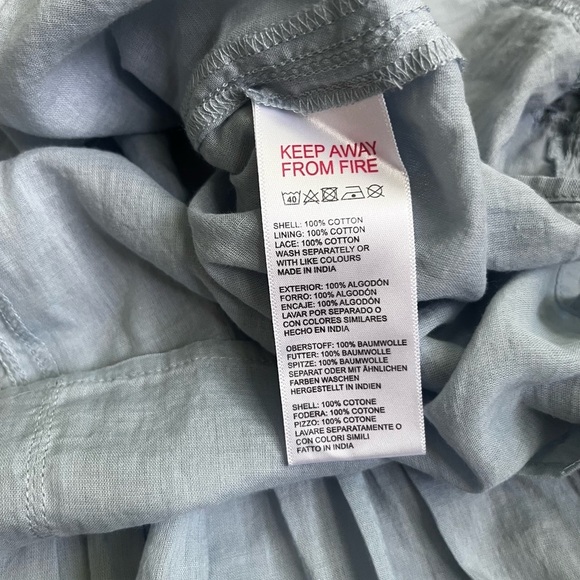 KEEP AWAY
FROM FIRE
40
SHELL: 100% COTTON
LINING: 100% COTTON
LACE: 100% COTTON
WASH SEPARATELY OR
WITH LIKE COLOURS
MADE IN INDIA
EXTERIOR: 100% ALGODÓN
FORRO: 100% ALGODÓN
ENCAJE: 100% ALGODÓN
LAVAR POR SEPARADO O
CON COLORES SIMILARES
HECHO EN INDIA
OBERSTOFF: 100% BAUMWOLLE
FUTTER: 100% BAUMWOLLE
SPITZE: 100% BAUMWOLLE
SEPARAT ODER MIT ÄHNLICHEN
FARBEN WASCHEN
HERGESTELLT IN INDIEN
SHELL: 100% COTONE
FODERA: 100% COTONE
PIZZO: 100% COTONE
LAVARE SEPARATAMENTE O
CON COLORI SIMILI
FATTO IN INDIA